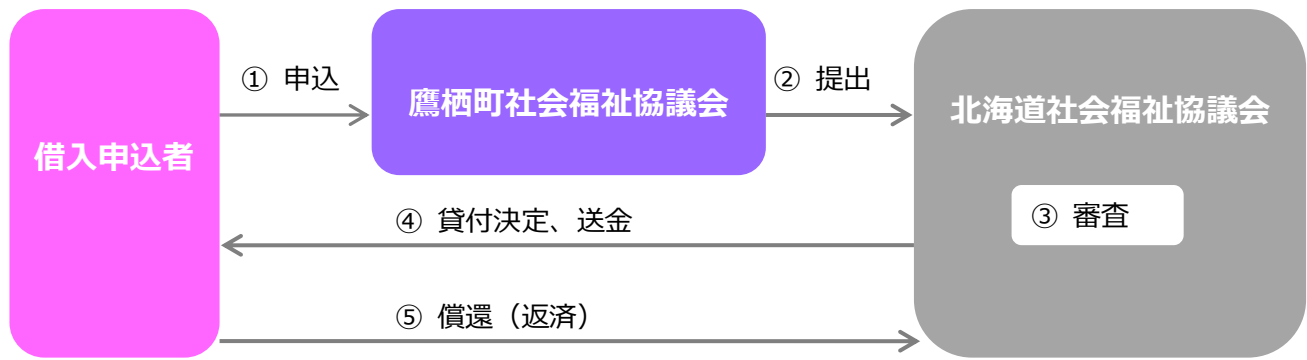 ① 申込
鷹栖町社会福祉協議会
② 提出
北海道社会福祉協議会
借入申込者
③ 審査
④ 貸付決定、送金
⑤ 償還（返済）